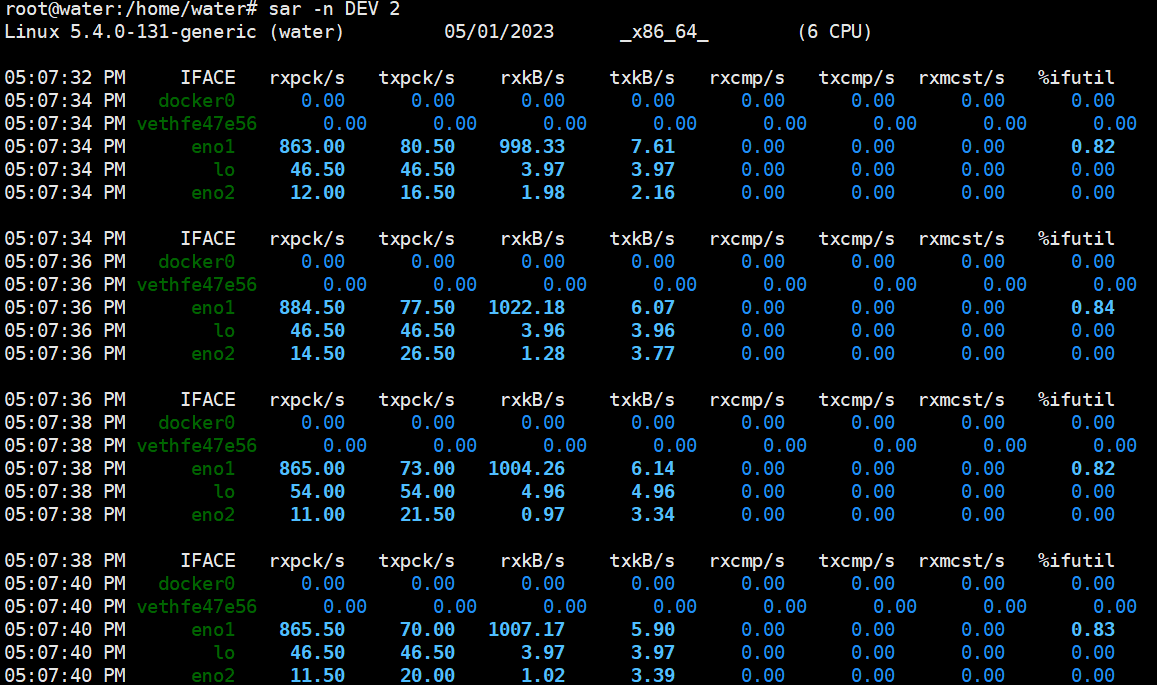 root@water:/home/water# sar -n DEV 2
Linux 5.4.0-131-generic (water) 05/01/2023 _x86_64_ (6 CPU)
05:07:32 PM IFACE rxpck/s txpck/s rxkB/s txkB/s rxcmp/s txcmp/s rxmcst/s %ifutil
05:07:34 PM docker0 0.00 0.00 0.00 0.00 0.00 0.00 0.00 0.00
05:07:34 PM vethfe47e56 0.00 0.00 0.00 0.00 0.00 0.00 0.00 0.00
05:07:34 PM eno1 863.00 80.50 998.33 7.61 0.00 0.00 0.00 0.82
05:07:34 PM lo 46.50 46.50 3.97 3.97 0.00 0.00 0.00 0.00
05:07:34 PM eno2 12.00 16.50 1.98 2.16 0.00 0.00 0.00 0.00
05:07:34 PM IFACE rxpck/s txpck/s rxkB/s txkB/s rxcmp/s txcmp/s rxmcst/s %ifutil
05:07:36 PM docker0 0.00 0.00 0.00 0.00 0.00 0.00 0.00 0.00
05:07:36 PM vethfe47e56 0.00 0.00 0.00 0.00 0.00 0.00 0.00 0.00
05:07:36 PM eno1 884.50 77.50 1022.18 6.07 0.00 0.00 0.00 0.84
05:07:36 PM lo 46.50 46.50 3.96 3.96 0.00 0.00 0.00 0.00
05:07:36 PM eno2 14.50 26.50 1.28 3.77 0.00 0.00 0.00 0.00
05:07:36 PM IFACE rxpck/s txpck/s rxkB/s txkB/s rxcmp/s txcmp/s rxmcst/s %ifutil
05:07:38 PM docker0 0.00 0.00 0.00 0.00 0.00 0.00 0.00 0.00
05:07:38 PM vethfe47e56 0.00 0.00 0.00 0.00 0.00 0.00 0.00 0.00
05:07:38 PM eno1 865.00 73.00 1004.26 6.14 0.00 0.00 0.00 0.82
05:07:38 PM lo 54.00 54.00 4.96 4.96 0.00 0.00 0.00 0.00
05:07:38 PM eno2 11.00 21.50 0.97 3.34 0.00 0.00 0.00 0.00
05:07:38 PM IFACE rxpck/s txpck/s rxkB/s txkB/s rxcmp/s txcmp/s rxmcst/s %ifutil
05:07:40 PM docker0 0.00 0.00 0.00 0.00 0.00 0.00 0.00 0.00
05:07:40 PM vethfe47e56 0.00 0.00 0.00 0.00 0.00 0.00 0.00 0.00
05:07:40 PM eno1 865.50 70.00 1007.17 5.90 0.00 0.00 0.00 0.83
05:07:40 PM lo 46.50 46.50 3.97 3.97 0.00 0.00 0.00 0.00
05:07:40 PM eno2 11.50 20.00 1.02 3.39 0.00 0.00 0.00 0.00